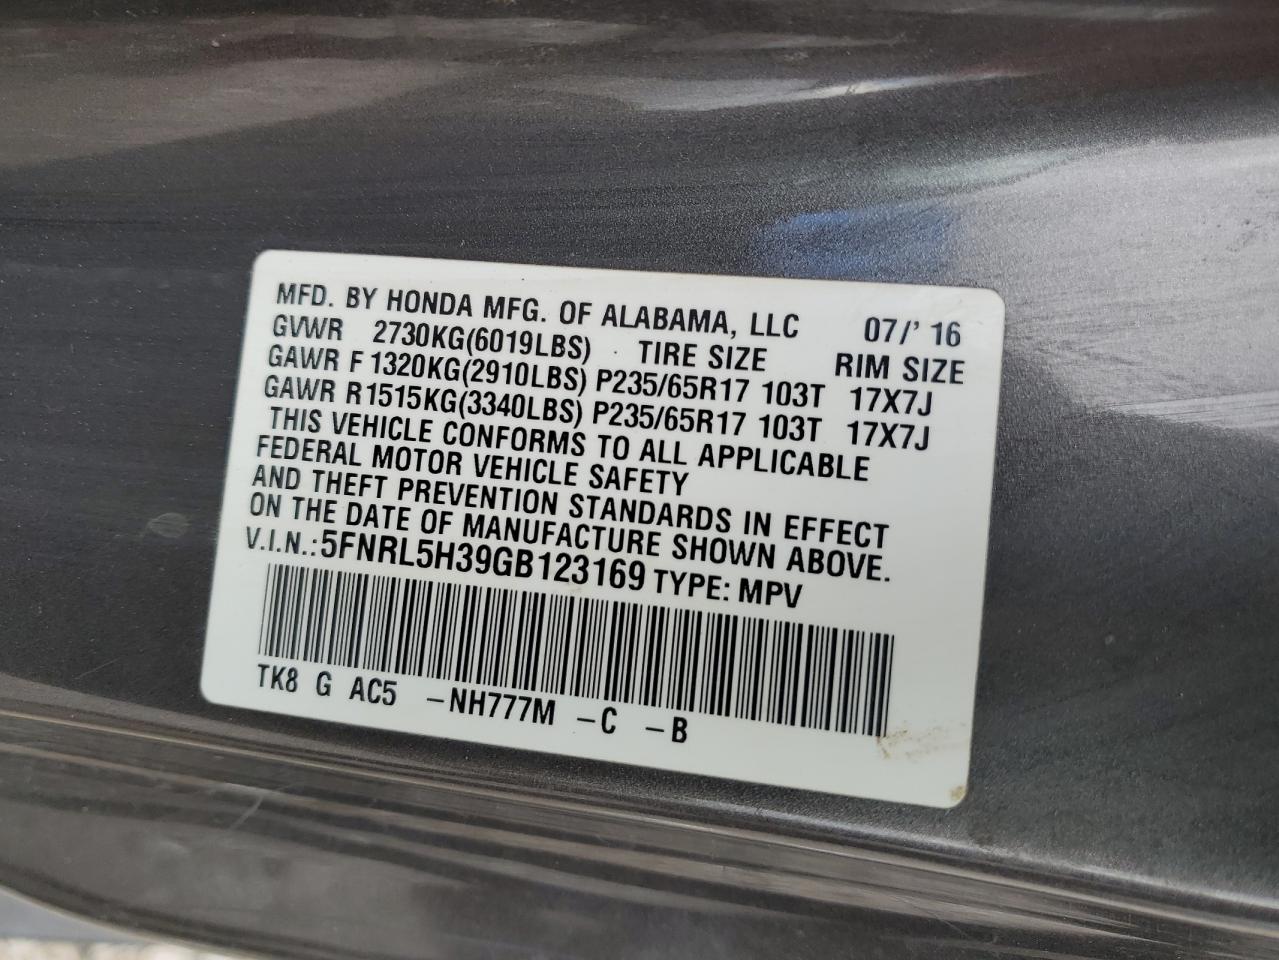 MFD. BY HONDA MFG. OF ALABAMA, LLC 07/' 16
GVWR 2730KG(6019LBS) TIRE SIZE RIM SIZE
GAWR F 1320KG(2910LBS) P235/65R17 103T 17X7J
GAWR R1515KG(3340LBS) P235/65R17 103T 17X7J
THIS VEHICLE CONFORMS TO ALL APPLICABLE
FEDERAL MOTOR VEHICLE SAFETY
AND THEFT PREVENTION STANDARDS IN EFFECT
ON THE DATE OF MANUFACTURE SHOWN ABOVE.
V.I.N.: 5FNRL5H39GB123169 TYPE: MPV
TK8 G AC5 -NH777M -C -B